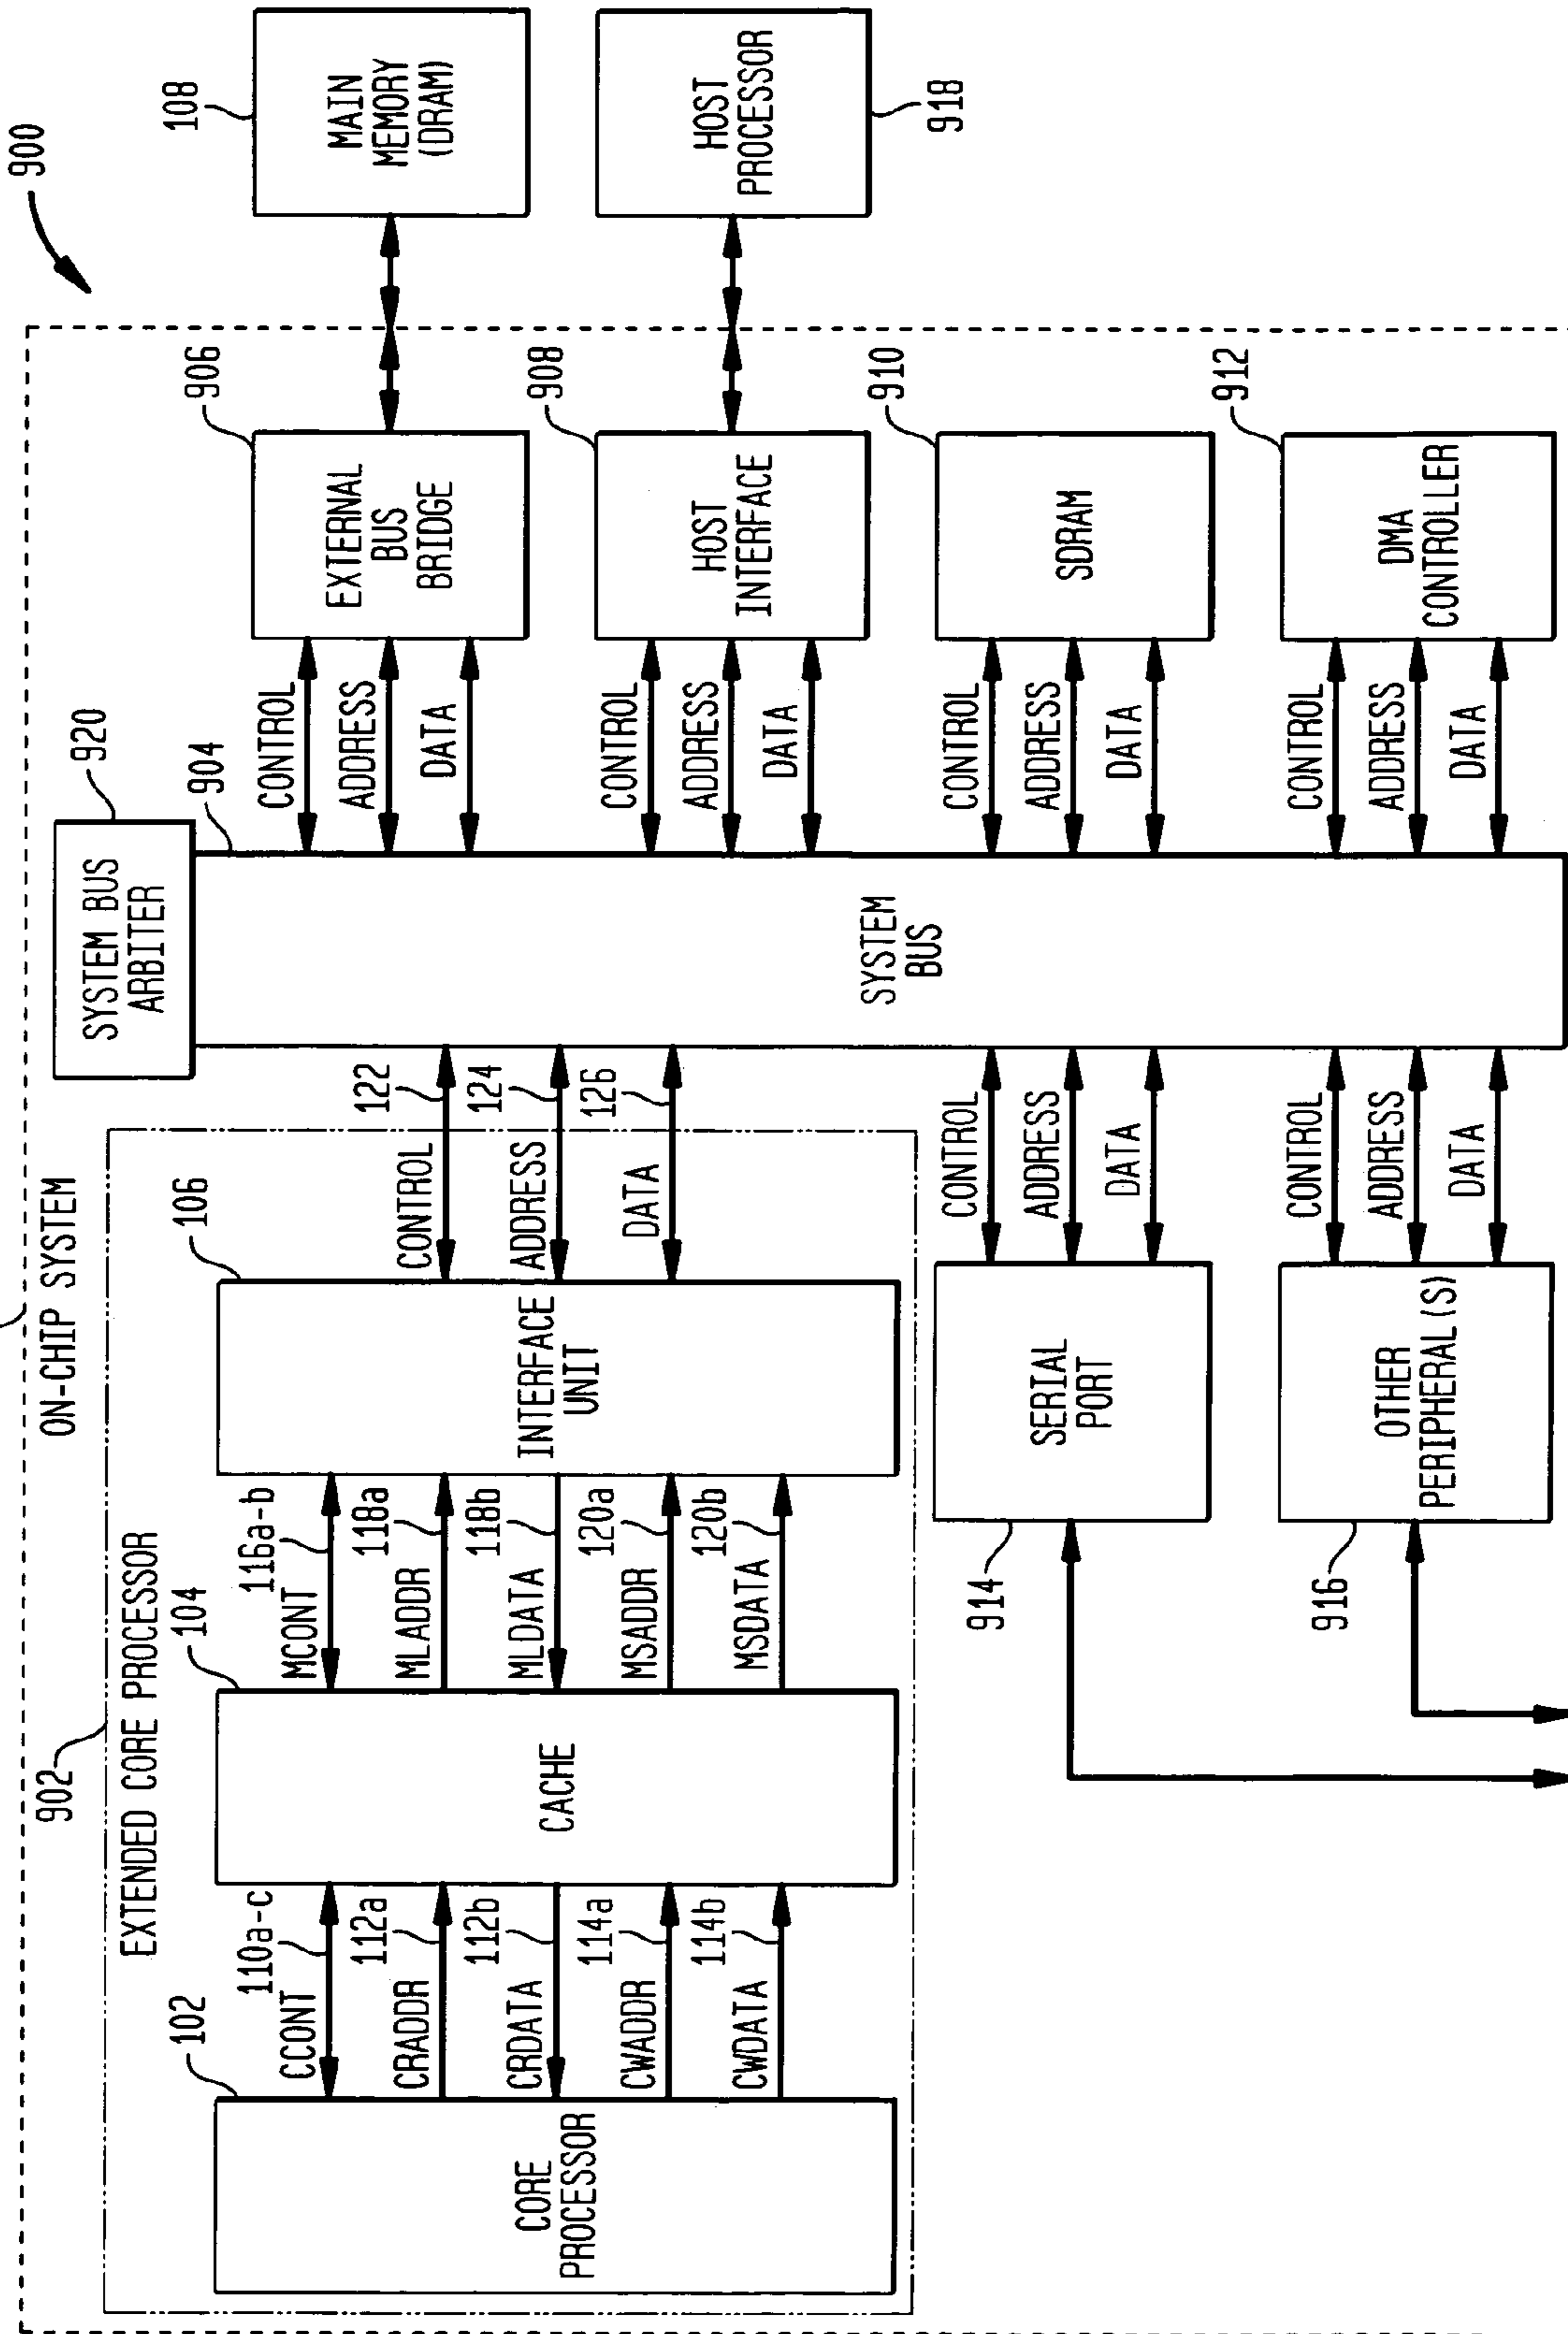 900
ON-CHIP SYSTEM
902
EXTENDED CORE PROCESSOR
102
CORE
PROCESSOR
CCONT
110a-c
CRADDR
112a
CRDATA
112b
CWADDR
114a
CWDATA
114b
104
CACHE
MCONT
116a-b
MLADDR
118a
MLDATA
118b
MSADDR
120a
MSDATA
120b
106
INTERFACE
UNIT
CONTROL
122
ADDRESS
124
DATA
126
SYSTEM BUS
ARBITER
920
904
SYSTEM
BUS
CONTROL
ADDRESS
DATA
906
EXTERNAL
BUS
BRIDGE
108
MAIN
MEMORY
(DRAM)
CONTROL
ADDRESS
DATA
908
HOST
INTERFACE
HOST
PROCESSOR
918
914
SERIAL
PORT
CONTROL
ADDRESS
DATA
CONTROL
ADDRESS
DATA
910
SDRAM
916
OTHER
PERIPHERAL(S)
CONTROL
ADDRESS
DATA
CONTROL
ADDRESS
DATA
912
DMA
CONTROLLER